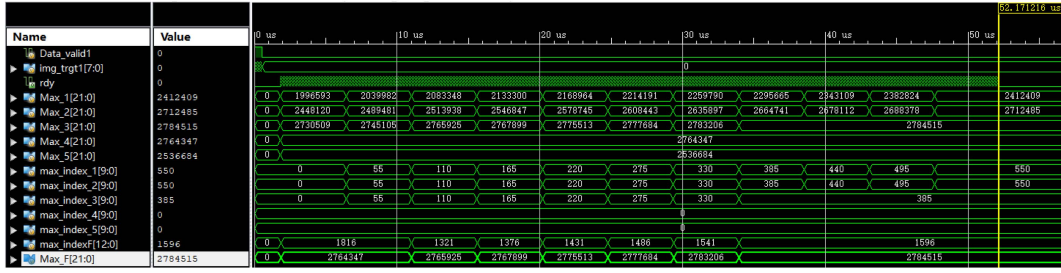 52.171216 us
Name Value 0 us 10 us 20 us 30 us 40 us 50 us
Data_valid1 0
img_trgt1[7:0] 0 0
rdy 0
Max_1[21:0] 2412409 0 1996593 2039982 2083348 2133300 2168964 2214191 2259790 2295665 2343109 2382824 2412409
Max_2[21:0] 2712485 0 2448120 2489481 2513938 2546847 2578745 2608443 2635897 2664741 2678112 2688378 2712485
Max_3[21:0] 2784515 0 2730509 2745105 2765925 2767899 2775513 2777684 2783206 2784515
Max_4[21:0] 2764347 0 2764347
Max_5[21:0] 2536684 0 2536684
max_index_1[9:0] 550 0 55 110 165 220 275 330 385 440 495 550
max_index_2[9:0] 550 0 55 110 165 220 275 330 385 440 495 550
max_index_3[9:0] 385 0 55 110 165 220 275 330 385
max_index_4[9:0] 0 0
max_index_5[9:0] 0 0
max_indexF[12:0] 1596 0 1816 1321 1376 1431 1486 1541 1596
Max_F[21:0] 2784515 0 2764347 2765925 2767899 2775513 2777684 2783206 2784515